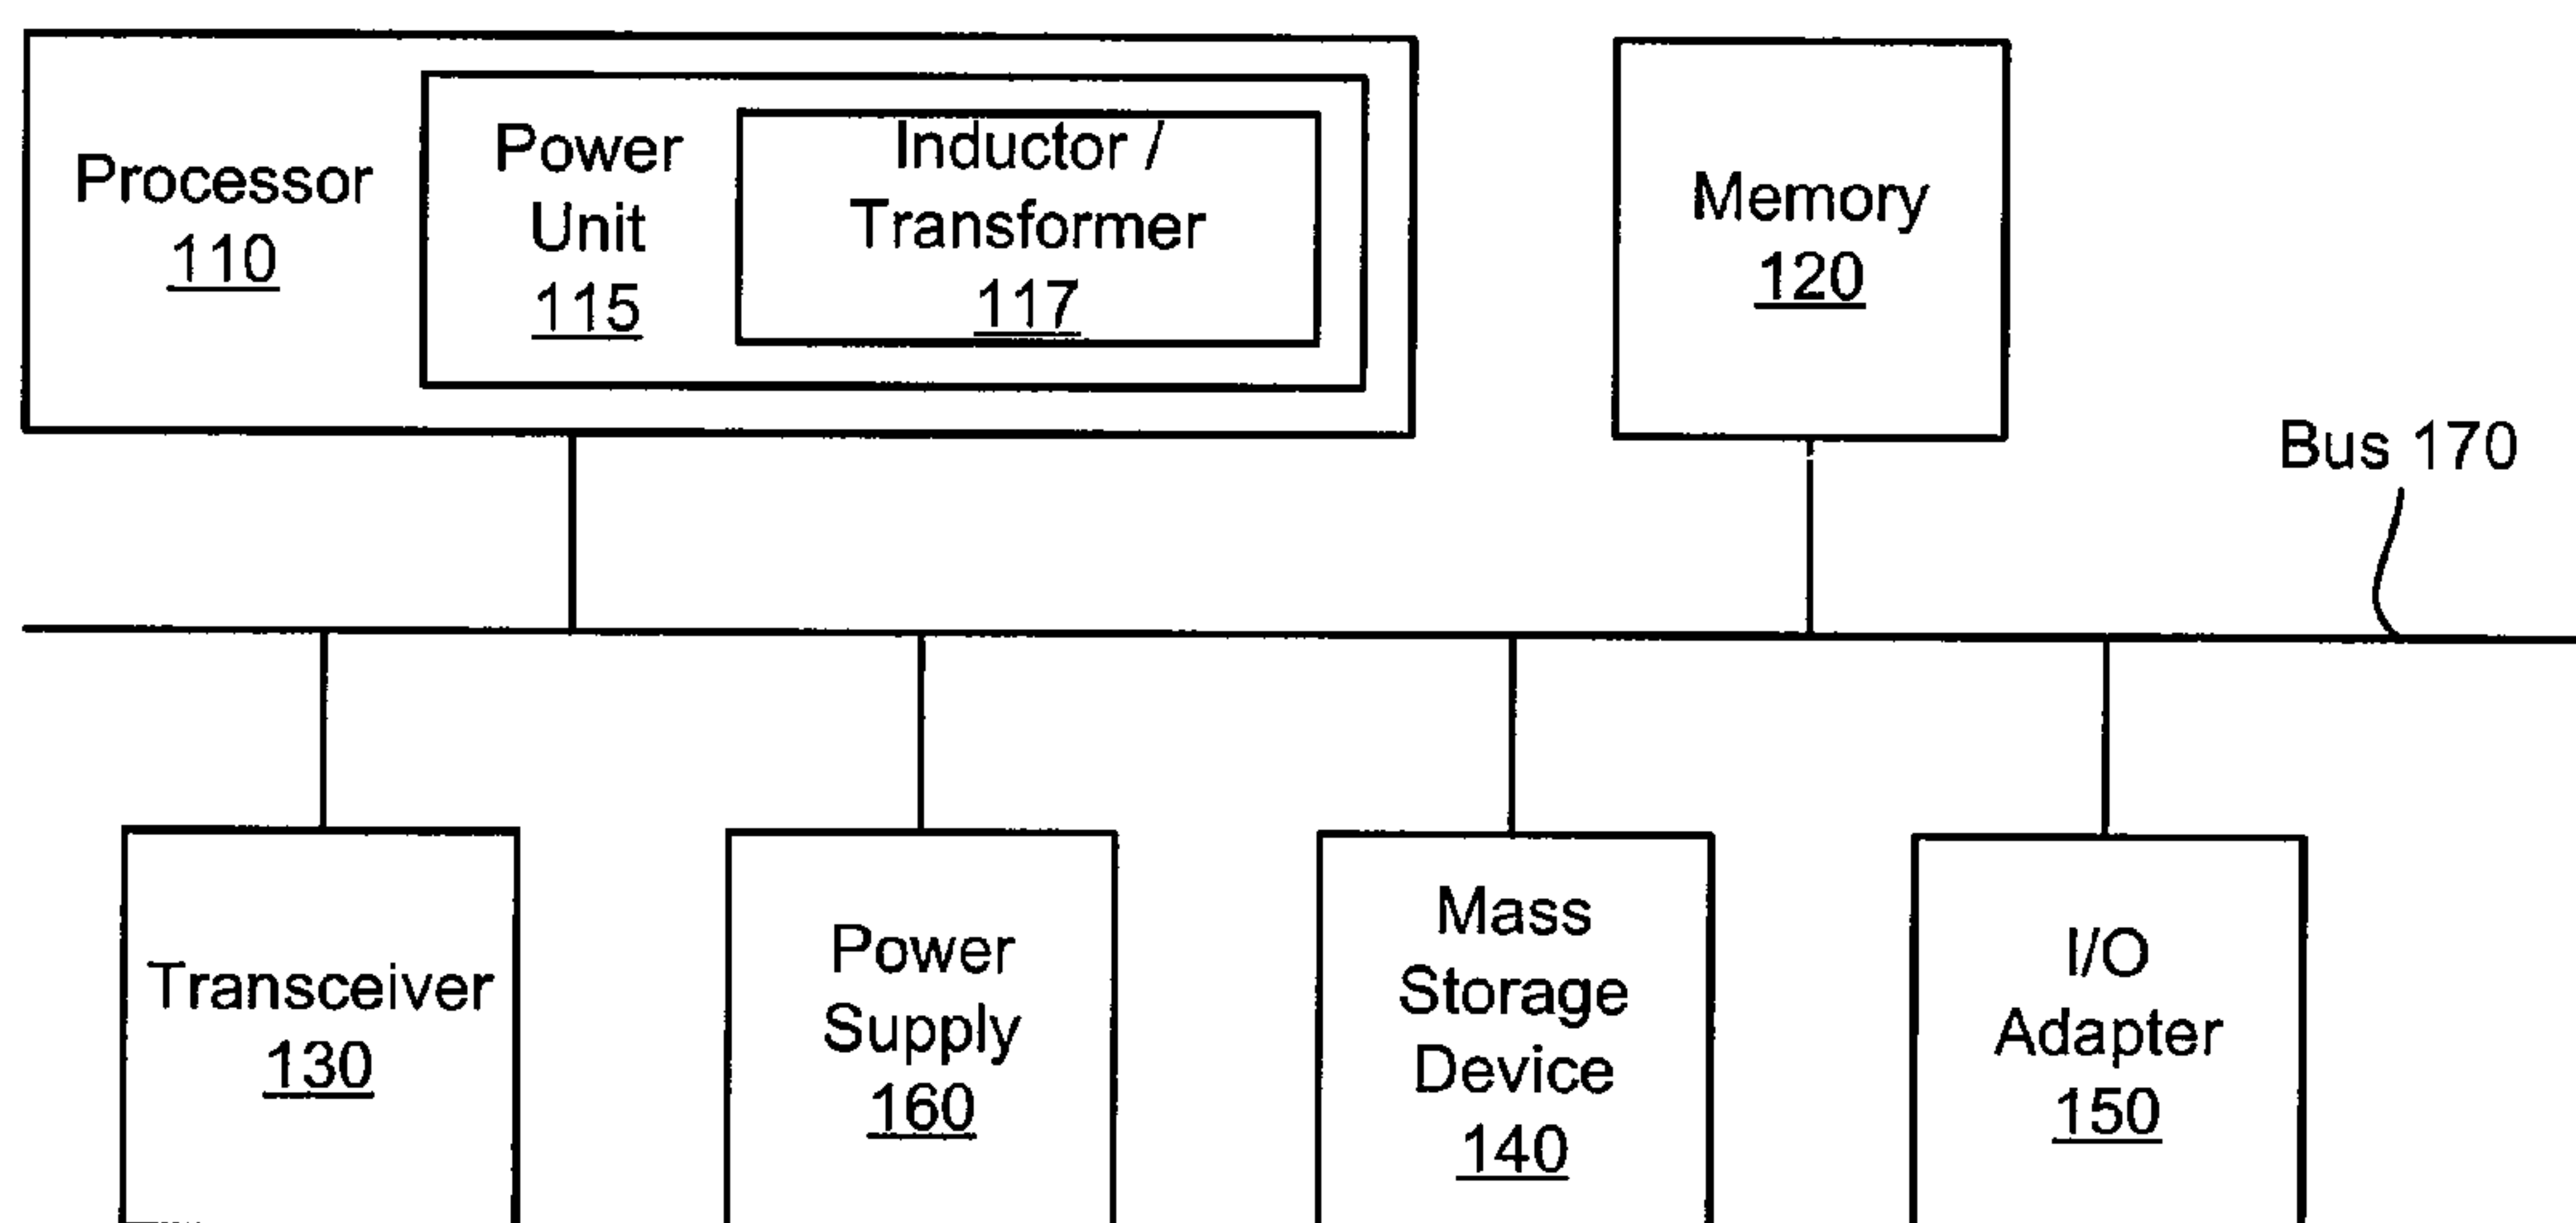 Processor
110
Power
Unit
115
Inductor /
Transformer
117
Memory
120
Bus 170
Transceiver
130
Power
Supply
160
Mass
Storage
Device
140
I/O
Adapter
150